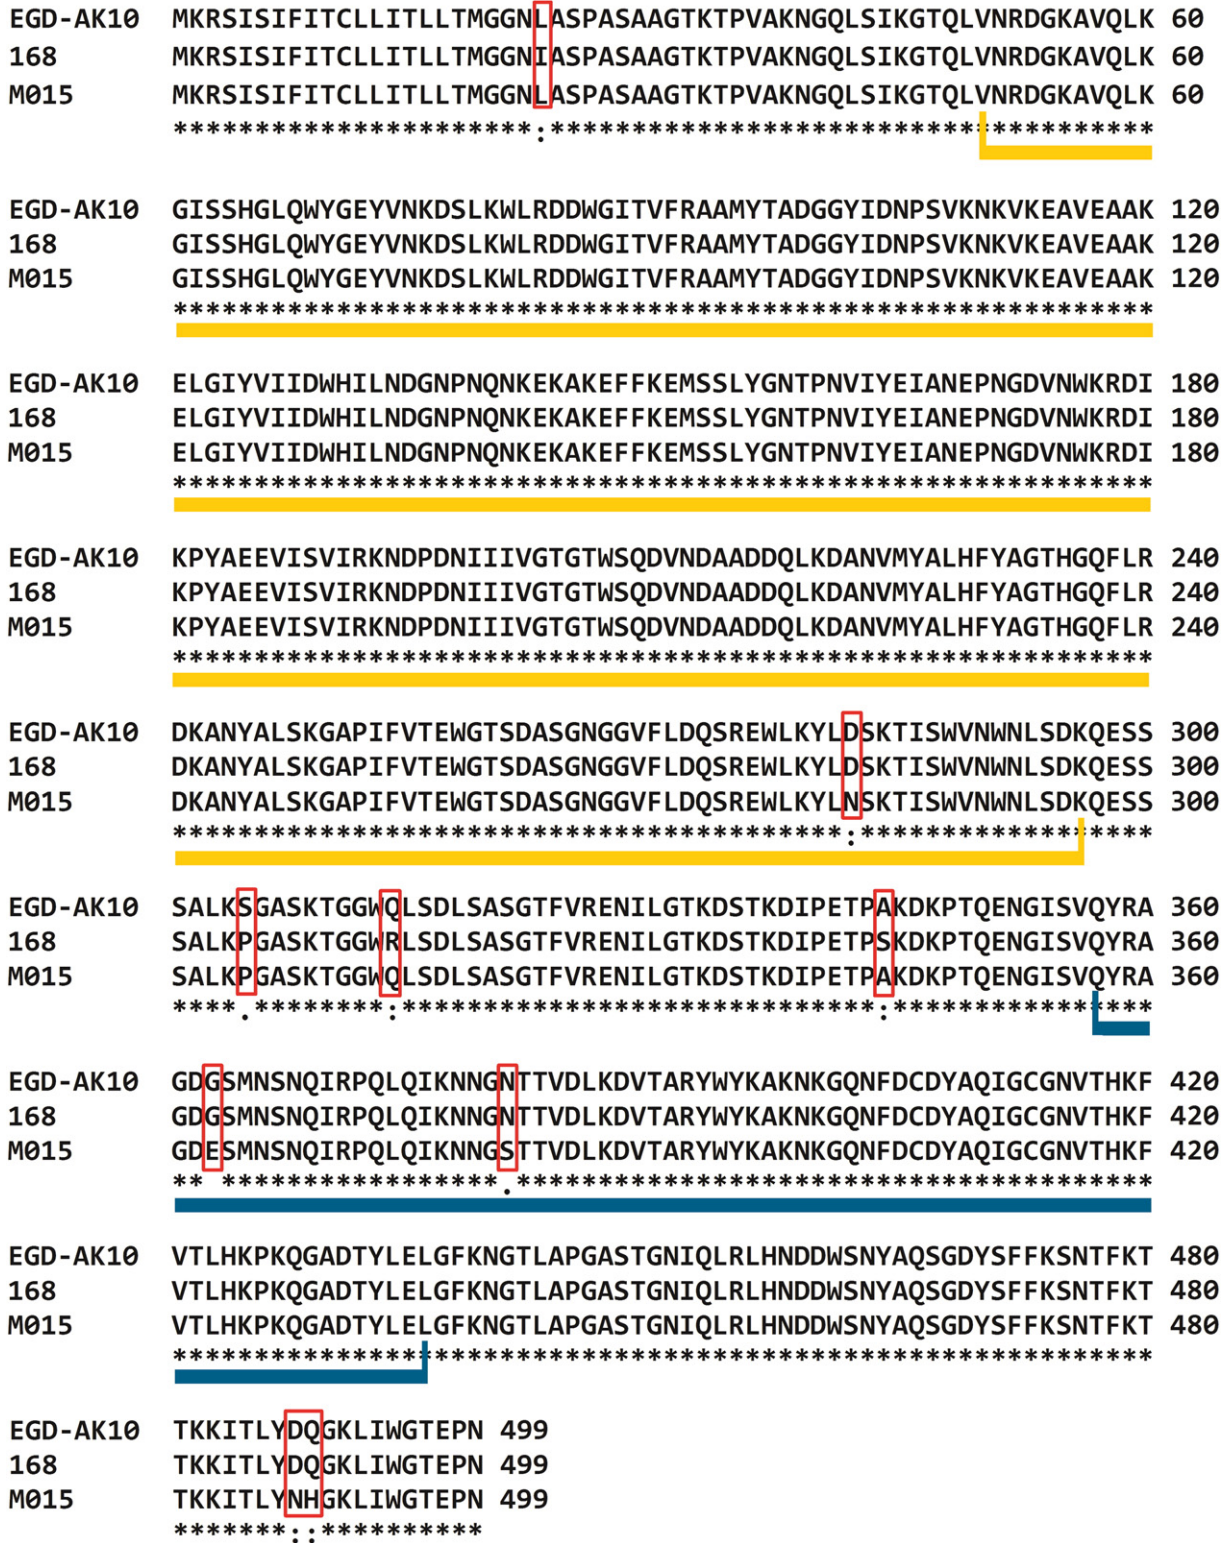 EGD-AK10 MKRSISIFITCLLITLLTMGGNLASPASAAGTKTPVAKNGQLSIKGTQLVNRDGKAVQLK 60
168 MKRSISIFITCLLITLLTMGGNIASPASAAGTKTPVAKNGQLSIKGTQLVNRDGKAVQLK 60
M015 MKRSISIFITCLLITLLTMGGNLASPASAAGTKTPVAKNGQLSIKGTQLVNRDGKAVQLK 60
**********************:*************************************
EGD-AK10 GISSHGLQWYGEYVNKDSLKWLRDDWGITVFRAAMYTADGGYIDNPSVKNKVKEAVEAAK 120
168 GISSHGLQWYGEYVNKDSLKWLRDDWGITVFRAAMYTADGGYIDNPSVKNKVKEAVEAAK 120
M015 GISSHGLQWYGEYVNKDSLKWLRDDWGITVFRAAMYTADGGYIDNPSVKNKVKEAVEAAK 120
************************************************************
EGD-AK10 ELGIYVIIDWHILNDGNPNQNKEKAKEFFKEMSSLYGNTPNVIYEIANEPNGDVNWKRDI 180
168 ELGIYVIIDWHILNDGNPNQNKEKAKEFFKEMSSLYGNTPNVIYEIANEPNGDVNWKRDI 180
M015 ELGIYVIIDWHILNDGNPNQNKEKAKEFFKEMSSLYGNTPNVIYEIANEPNGDVNWKRDI 180
************************************************************
EGD-AK10 KPYAEEVISVIRKNDPDNIIIVGTGTWSQDVNDAADDQLKDANVMYALHFYAGTHGQFLR 240
168 KPYAEEVISVIRKNDPDNIIIVGTGTWSQDVNDAADDQLKDANVMYALHFYAGTHGQFLR 240
M015 KPYAEEVISVIRKNDPDNIIIVGTGTWSQDVNDAADDQLKDANVMYALHFYAGTHGQFLR 240
************************************************************
EGD-AK10 DKANYALSKGAPIFVTEWGTSDASGNGGVFLDQSREWLKYLDSKTISWVNWNLSDKQESS 300
168 DKANYALSKGAPIFVTEWGTSDASGNGGVFLDQSREWLKYLDSKTISWVNWNLSDKQESS 300
M015 DKANYALSKGAPIFVTEWGTSDASGNGGVFLDQSREWLKYLNSKTISWVNWNLSDKQESS 300
*****************************************:******************
EGD-AK10 SALKSGASKTGGWQLSDLSASGTFVRENILGTKDSTKDIPETPAKDKPTQENGISVQYRA 360
168 SALKPGASKTGGWRLSDLSASGTFVRENILGTKDSTKDIPETPSKDKPTQENGISVQYRA 360
M015 SALKPGASKTGGWQLSDLSASGTFVRENILGTKDSTKDIPETPAKDKPTQENGISVQYRA 360
****.********:*****************************:****************
EGD-AK10 GDGSMNSNQIRPQLQIKNNGNTTVDLKDVTARYWYKAKNKGQNFDCDYAQIGCGNVTHKF 420
168 GDGSMNSNQIRPQLQIKNNGNTTVDLKDVTARYWYKAKNKGQNFDCDYAQIGCGNVTHKF 420
M015 GDESMNSNQIRPQLQIKNNGSTTVDLKDVTARYWYKAKNKGQNFDCDYAQIGCGNVTHKF 420
** *****************.***************************************
EGD-AK10 VTLHKPKQGADTYLELGFKNGTLAPGASTGNIQLRLHNDDWSNYAQSGDYSFFKSNTFKT 480
168 VTLHKPKQGADTYLELGFKNGTLAPGASTGNIQLRLHNDDWSNYAQSGDYSFFKSNTFKT 480
M015 VTLHKPKQGADTYLELGFKNGTLAPGASTGNIQLRLHNDDWSNYAQSGDYSFFKSNTFKT 480
************************************************************
EGD-AK10 TKKITLYDQGKLIWGTEPN 499
168 TKKITLYDQGKLIWGTEPN 499
M015 TKKITLYNHGKLIWGTEPN 499
*******::**********